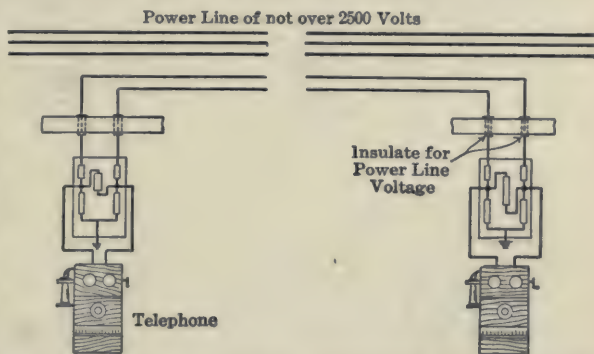 Power Line of not over 2500 Volts
Insulate for
Power Line
Voltage
Telephone